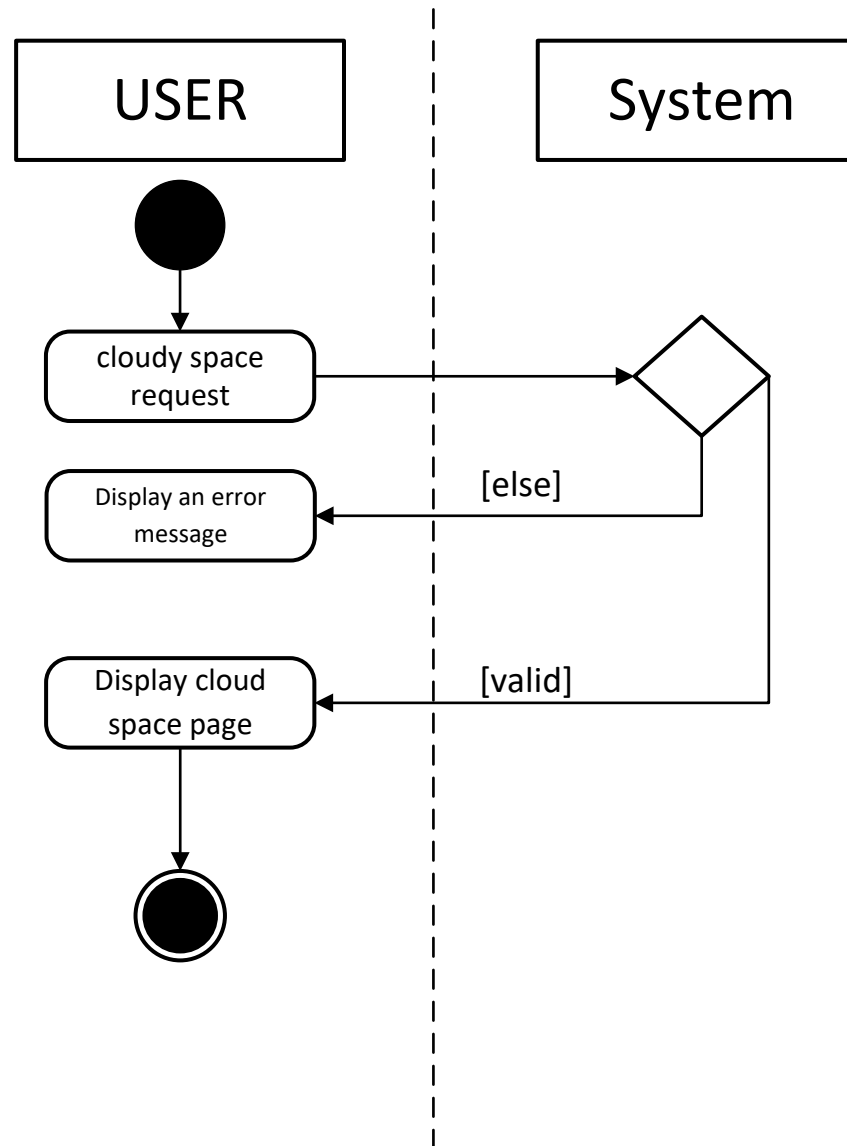 USER
System
cloudy space
request
[else]
Display an error
message
[valid]
Display cloud
space page